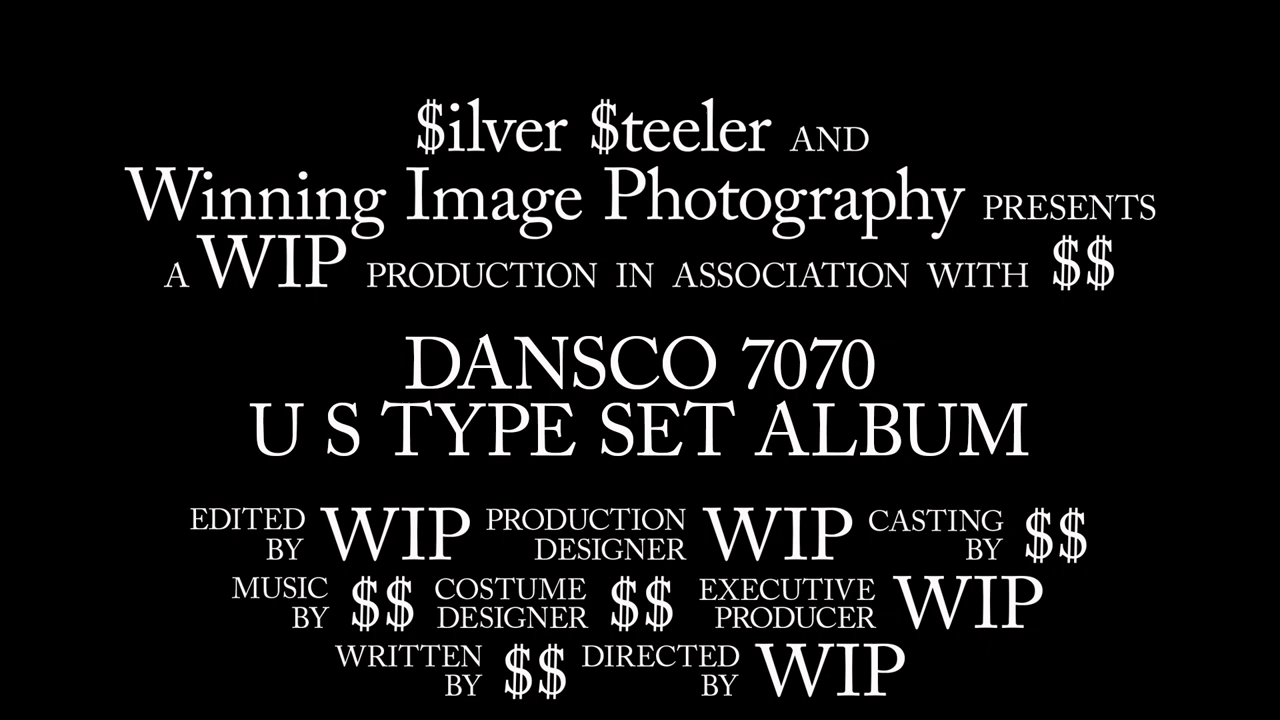 $ilver $teeler AND
Winning Image Photography PRESENTS
A WIP PRODUCTION IN ASSOCIATION WITH $$
DANSCO 7070
U S TYPE SET ALBUM
EDITED BY WIP PRODUCTION DESIGNER WIP CASTING BY $$
MUSIC BY $$ COSTUME DESIGNER $$ EXECUTIVE PRODUCER WIP
WRITTEN BY $$ DIRECTED BY WIP